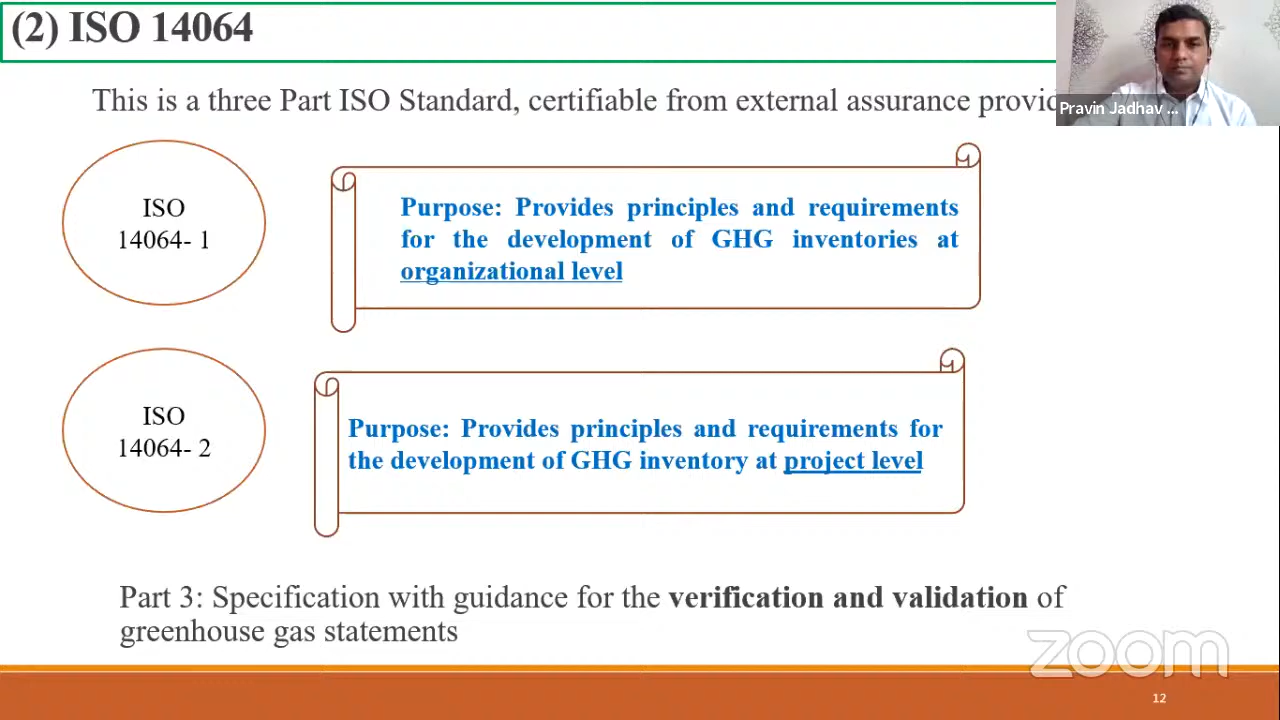 (2) ISO 14064
This is a three Part ISO Standard, certifiable from external assurance
Pravin Jadhav ...
ISO
14064- 1
Purpose: Provides principles and requirements
for the development of GHG inventories at
organizational level
ISO
14064- 2
Purpose: Provides principles and requirements for
the development of GHG inventory at project level
Part 3: Specification with guidance for the verification and validation of
greenhouse gas statements
zoom
12